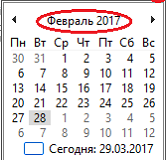 Февраль 2017
Пн Вт Ср Чт Пт Сб Вс
30 31 1 2 3 4 5
6 7 8 9 10 11 12
13 14 15 16 17 18 19
20 21 22 23 24 25 26
27 28 1 2 3 4 5
6 7 8 9 10 11 12
Сегодня: 29.03.2017